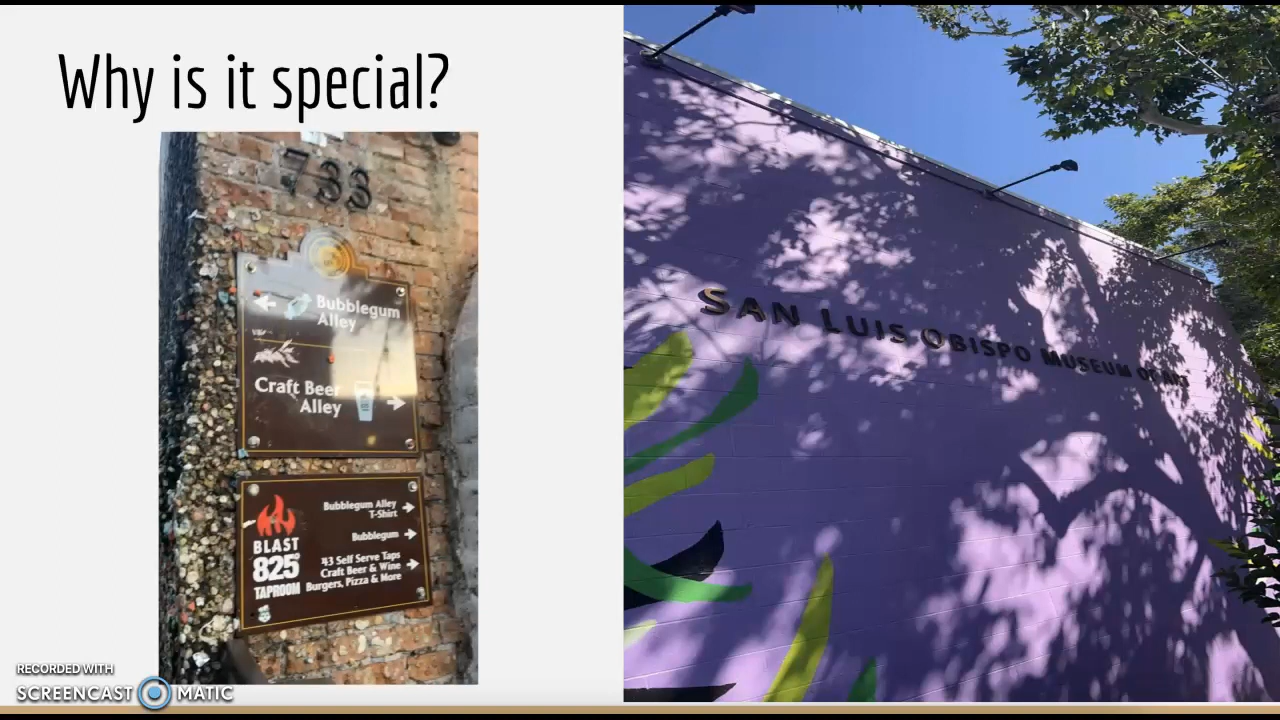 Why is it special?
733
Bubblegum
Alley
Craft Beer
Alley
BLAST
825°
TAPROOM
Bubblegum Alley
T-Shirt
Bubblegum
43 Self Serve Taps
Craft Beer & Wine
Burgers, Pizza & More
SAN LUIS OBISPO MUSEUM OF ART
RECORDED WITH
SCREENCAST MATIC